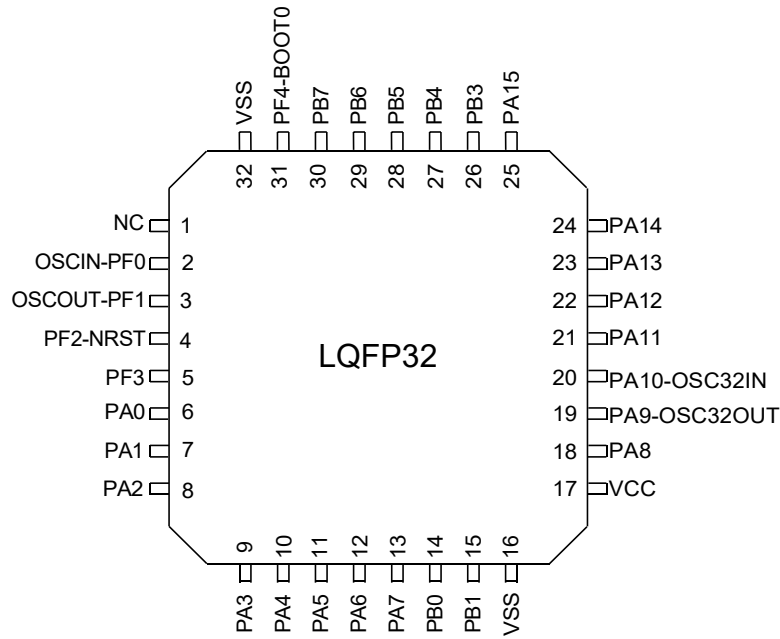 VSS
PF4-BOOT0
PB7
PB6
PB5
PB4
PB3
PA15
32
31
30
29
28
27
26
25
NC 1
OSCIN-PF0 2
OSCOUT-PF1 3
PF2-NRST 4
PF3 5
PA0 6
PA1 7
PA2 8
LQFP32
24 PA14
23 PA13
22 PA12
21 PA11
20 PA10-OSC32IN
19 PA9-OSC32OUT
18 PA8
17 VCC
9
10
11
12
13
14
15
16
PA3
PA4
PA5
PA6
PA7
PB0
PB1
VSS